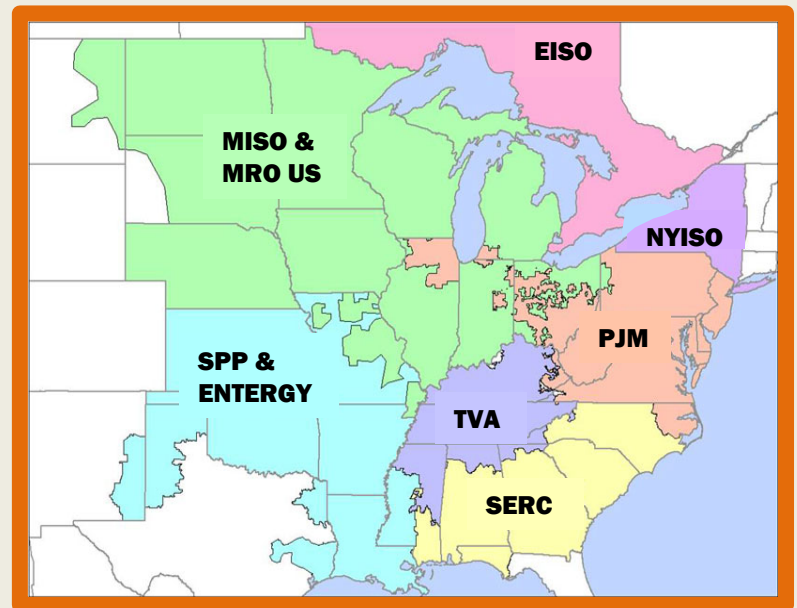 EISO
MISO &
MRO US
NYISO
PJM
SPP &
ENTERGY
TVA
SERC